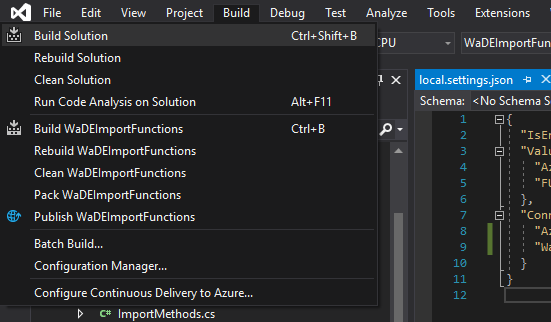 File Edit View Project Build Debug Test Analyze Tools Extensions
Build Solution Ctrl+Shift+B
Rebuild Solution
Clean Solution
Run Code Analysis on Solution Alt+F11
Build WaDEImportFunctions Ctrl+B
Rebuild WaDEImportFunctions
Clean WaDEImportFunctions
Pack WaDEImportFunctions
Publish WaDEImportFunctions
Batch Build...
Configuration Manager...
Configure Continuous Delivery to Azure...
C# ImportMethods.cs
CPU WaDEImportFunc
local.settings.json
Schema: <No Schema S
1 {
2 "IsEn
3 "Valu
4 "Az
5 "FU
6 },
7 "Conn
8 "Az
9 "Wa
10 }
11 }
12